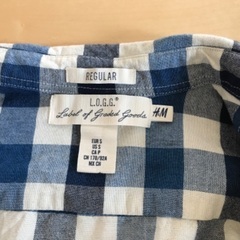 REGULAR
L.O.G.G.
Label of Graded Goods
H&M
EUR S
US S
CA P
CN 170/92A
MX CH